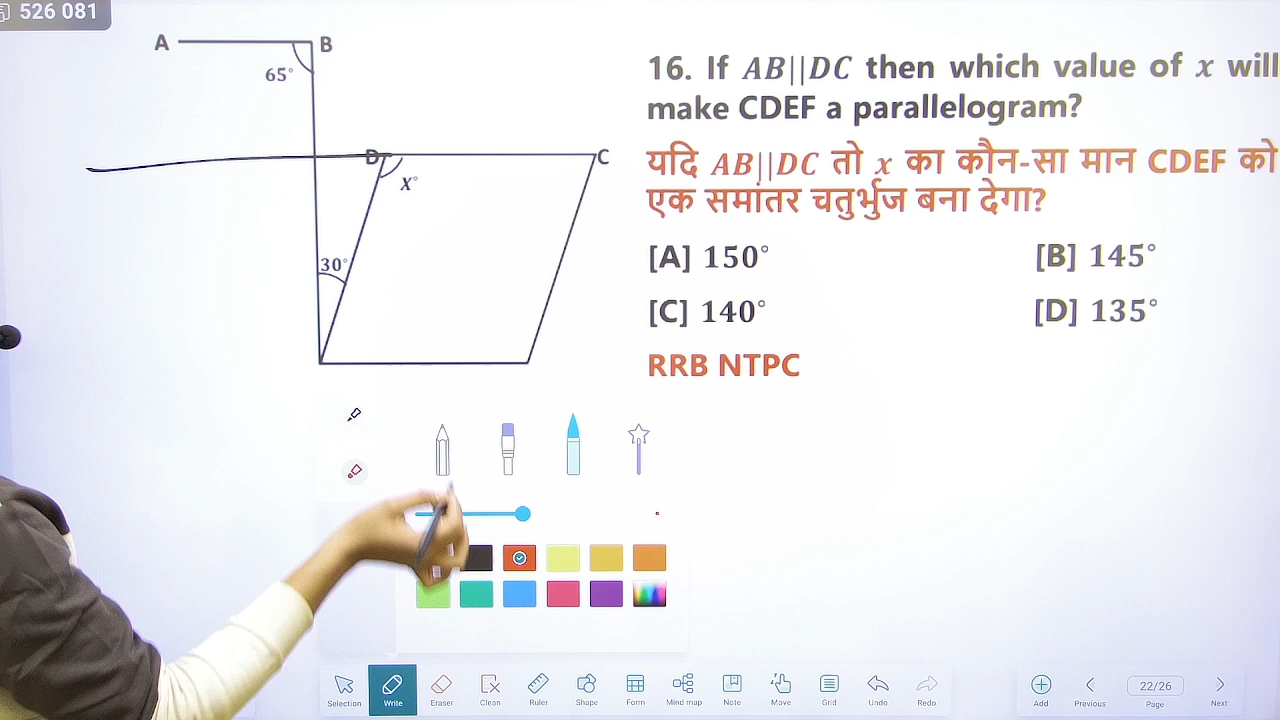 526 081
A
B
65°
D
C
x°
30°
16. If AB||DC then which value of x will
make CDEF a parallelogram?
यदि AB||DC तो x का कौन-सा मान CDEF को
एक समांतर चतुर्भुज बना देगा?
[A] 150° [B] 145°
[C] 140° [D] 135°
RRB NTPC
Selection Write Eraser Clean Ruler Shape Form Mind map Note Move Grid Undo Redo Add Previous 22/26 Page Next